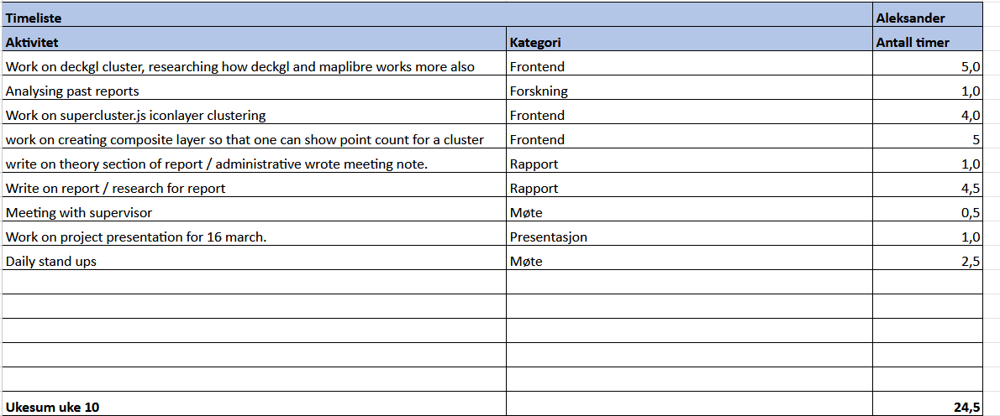 Timeliste Aleksander
Aktivitet Kategori Antall timer
Work on deckgl cluster, researching how deckgl and maplibre works more also Frontend 5,0
Analysing past reports Forskning 1,0
Work on supercluster.js iconlayer clustering Frontend 4,0
work on creating composite layer so that one can show point count for a cluster Frontend 5
write on theory section of report / administrative wrote meeting note. Rapport 1,0
Write on report / research for report Rapport 4,5
Meeting with supervisor Møte 0,5
Work on project presentation for 16 march. Presentasjon 1,0
Daily stand ups Møte 2,5
Ukesum uke 10 24,5